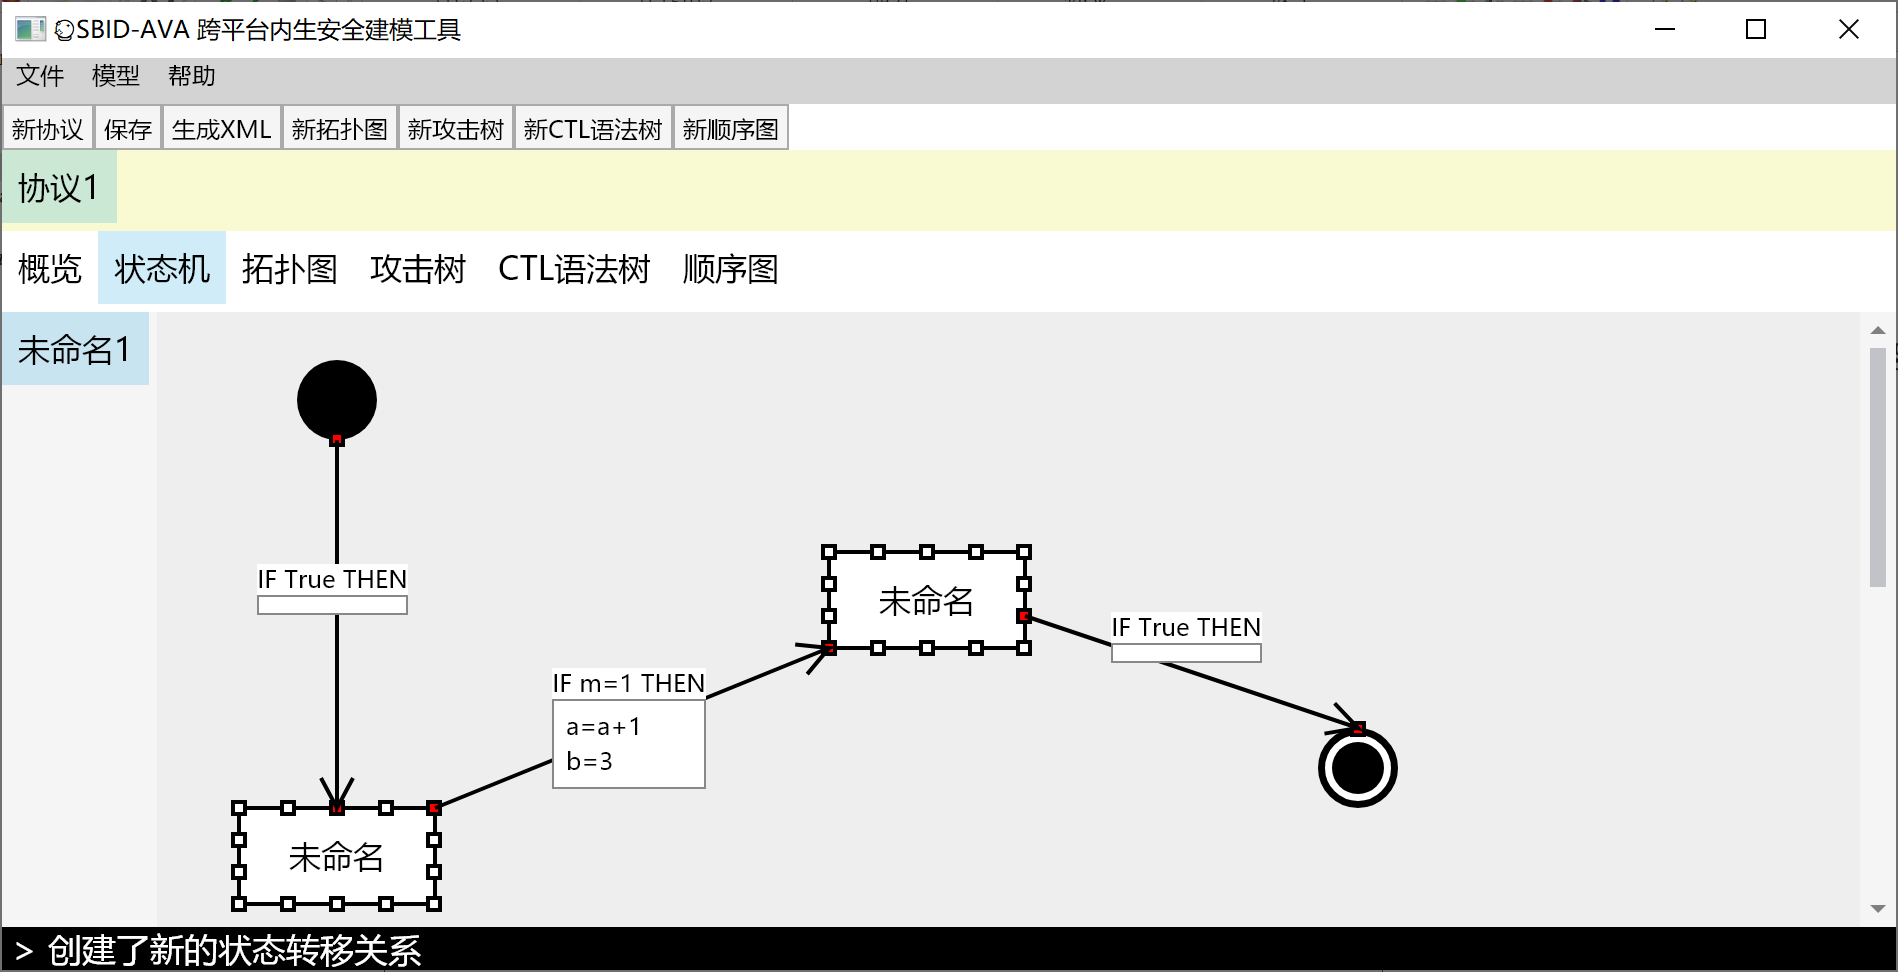 SBID-AVA 跨平台内生安全建模工具
文件 模型 帮助
新协议 保存 生成XML 新拓扑图 新攻击树 新CTL语法树 新顺序图
协议1
概览 状态机 拓扑图 攻击树 CTL语法树 顺序图
未命名1
IF True THEN
未命名
IF True THEN
IF m=1 THEN
a=a+1
b=3
未命名
> 创建了新的状态转移关系